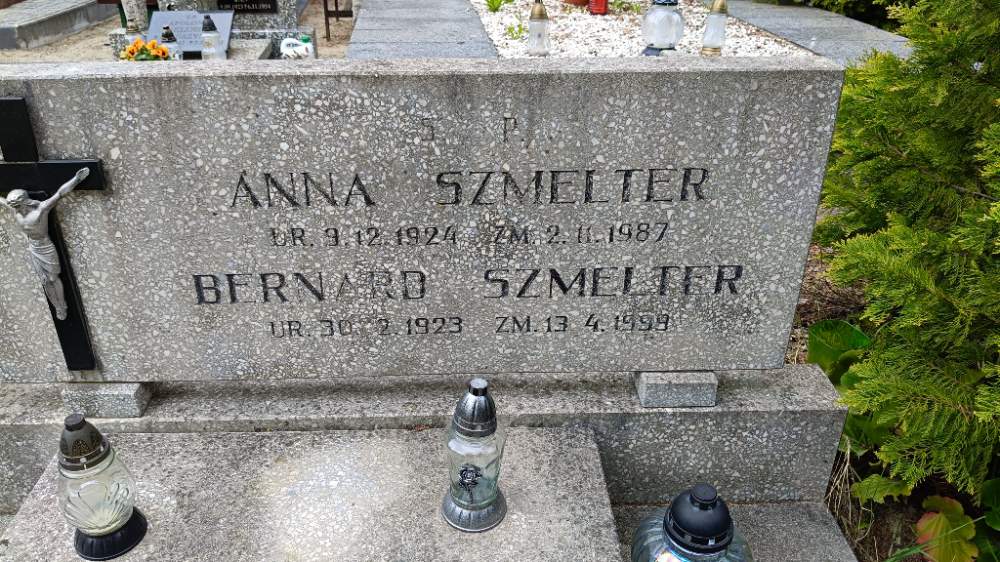 S. P.
ANNA SZMELTER
UR. 9.12.1924 ZM. 2.11.1987
BERNARD SZMELTER
UR. 30 2.1923 ZM. 13 4.1999